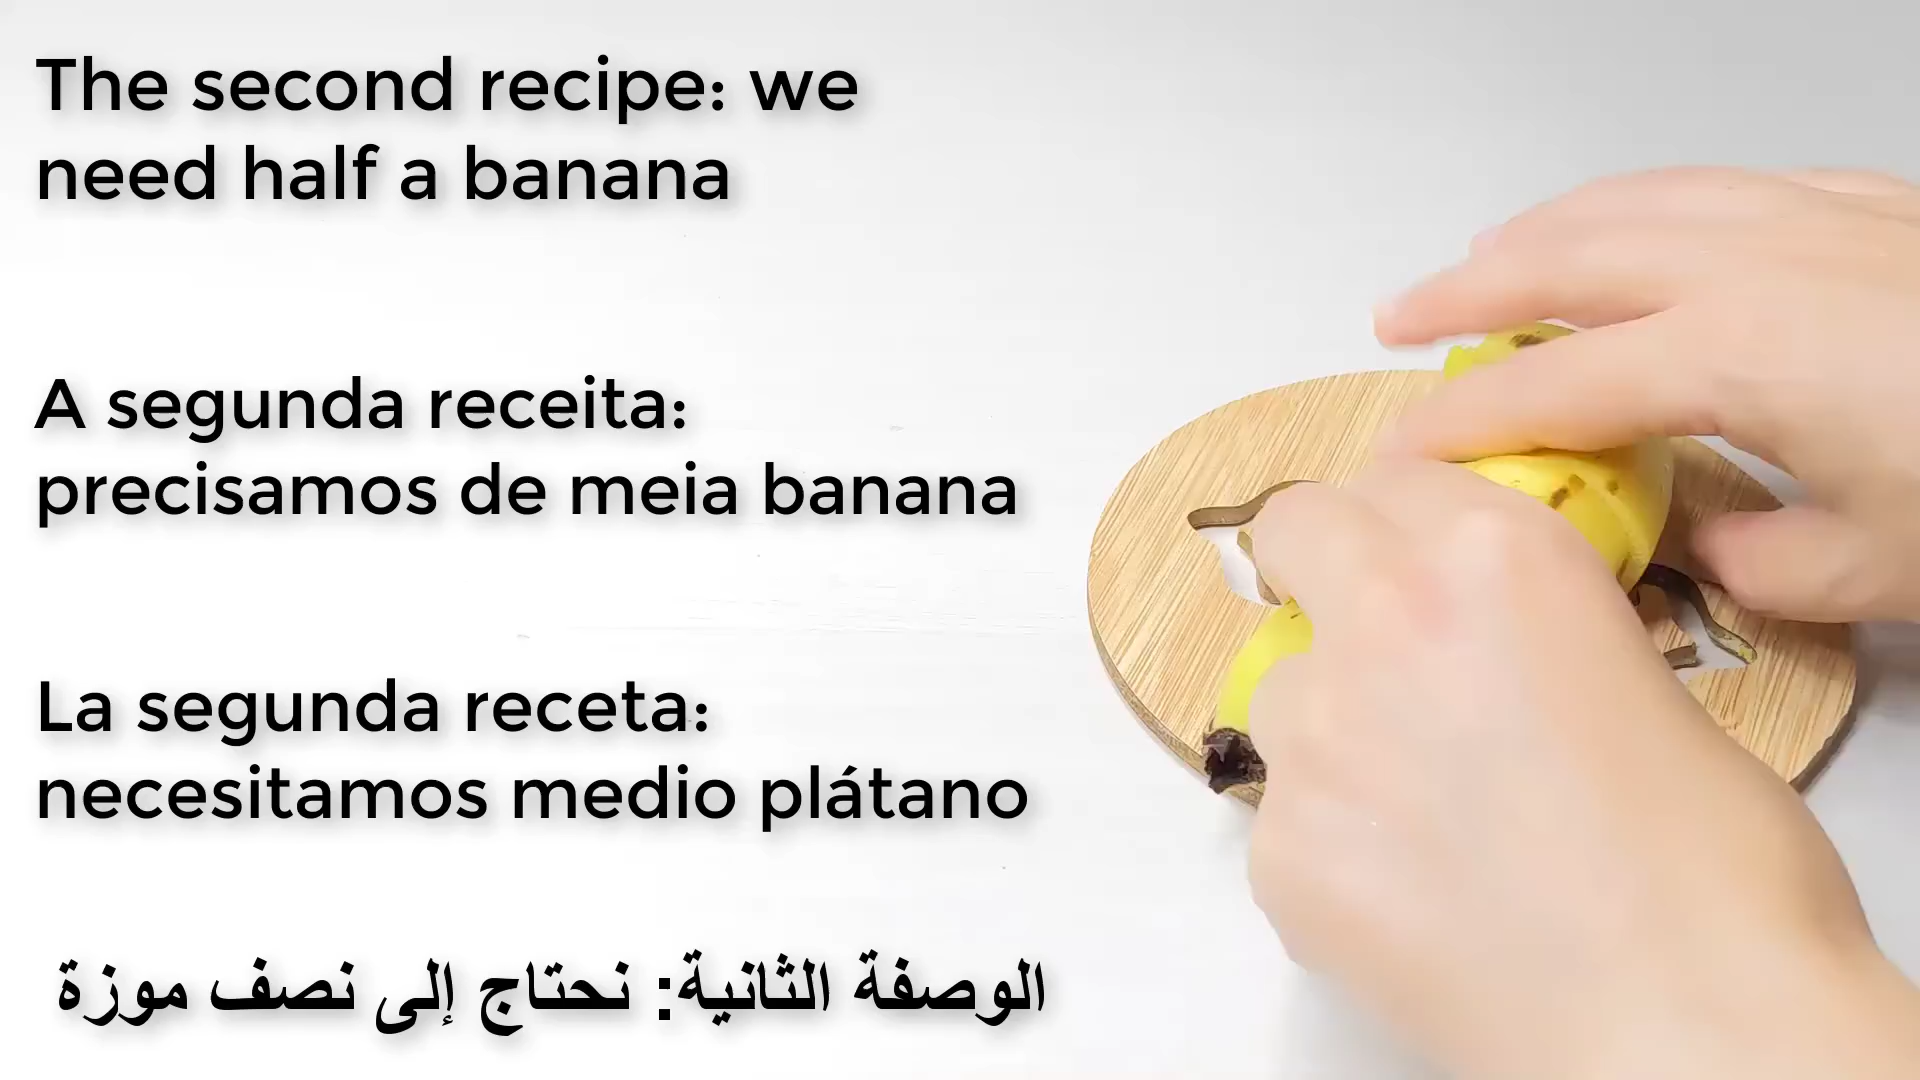 The second recipe: we
need half a banana
A segunda receita:
precisamos de meia banana
La segunda receta:
necesitamos medio plátano
الوصفة الثانية: نحتاج إلى نصف موزة